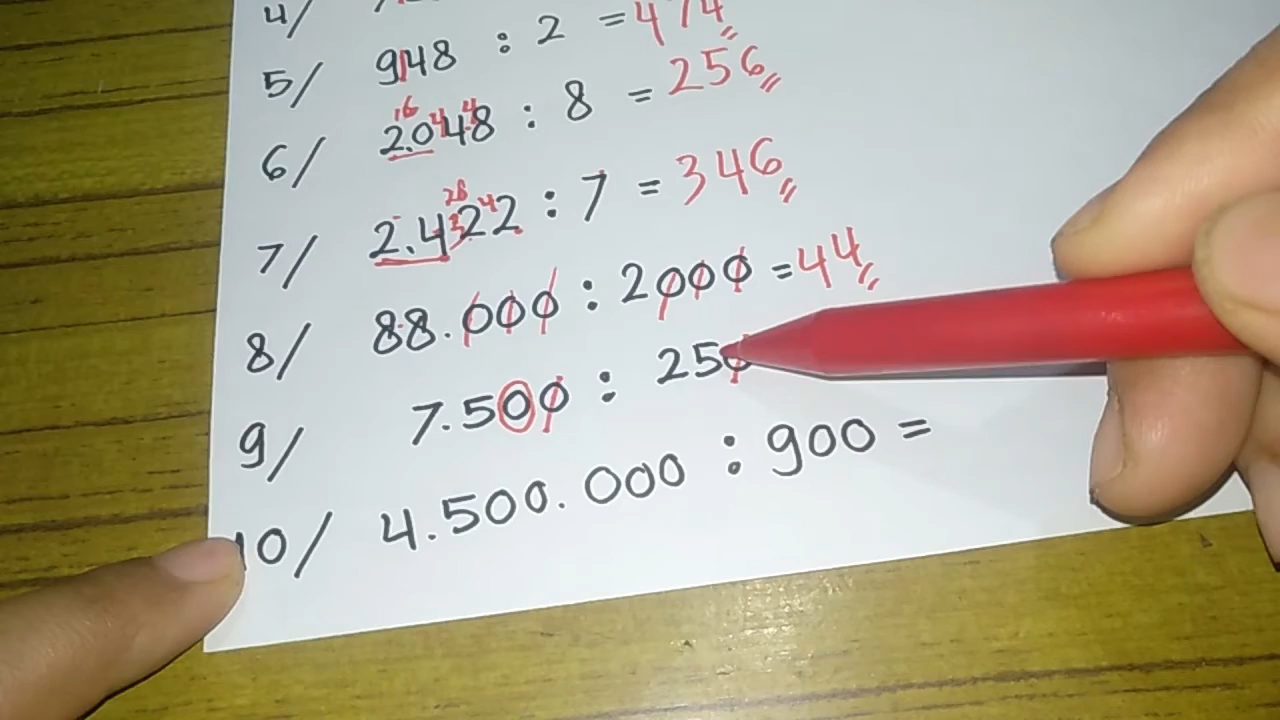 4/
5/ 948 : 2 = 474
6/ 2.048 : 8 = 256
7/ 2.422 : 7 = 346
8/ 88.000 : 2000 = 44
9/ 7.500 : 250
10/ 4.500.000 : 900 =